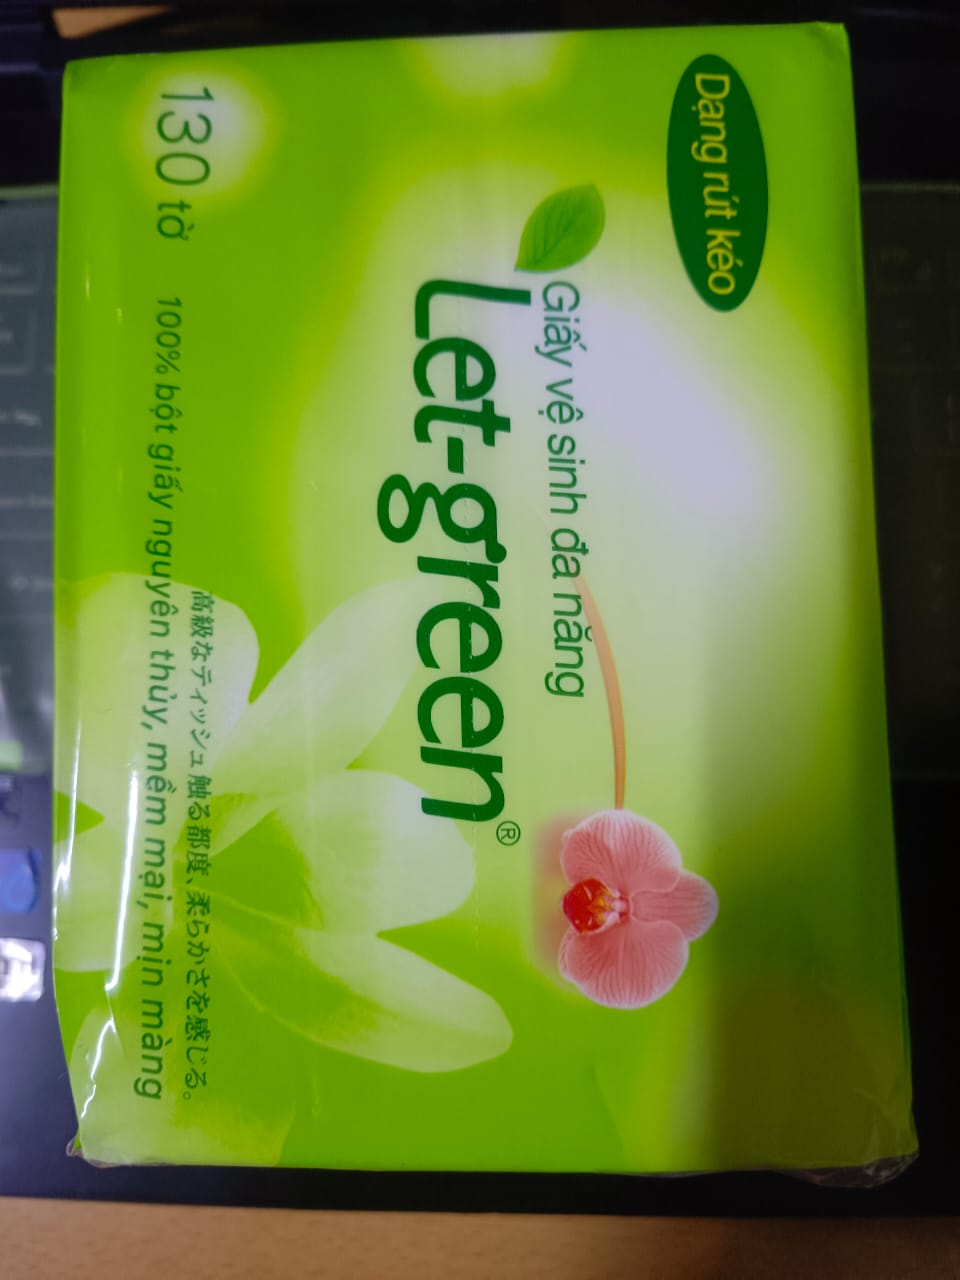 Dạng rút kéo
Giấy vệ sinh đa năng
Let-green®
高級なティッシュ触る都度、柔らかさを感じる。
130 tờ
100% bột giấy nguyên thủy, mềm mại, mịn màng